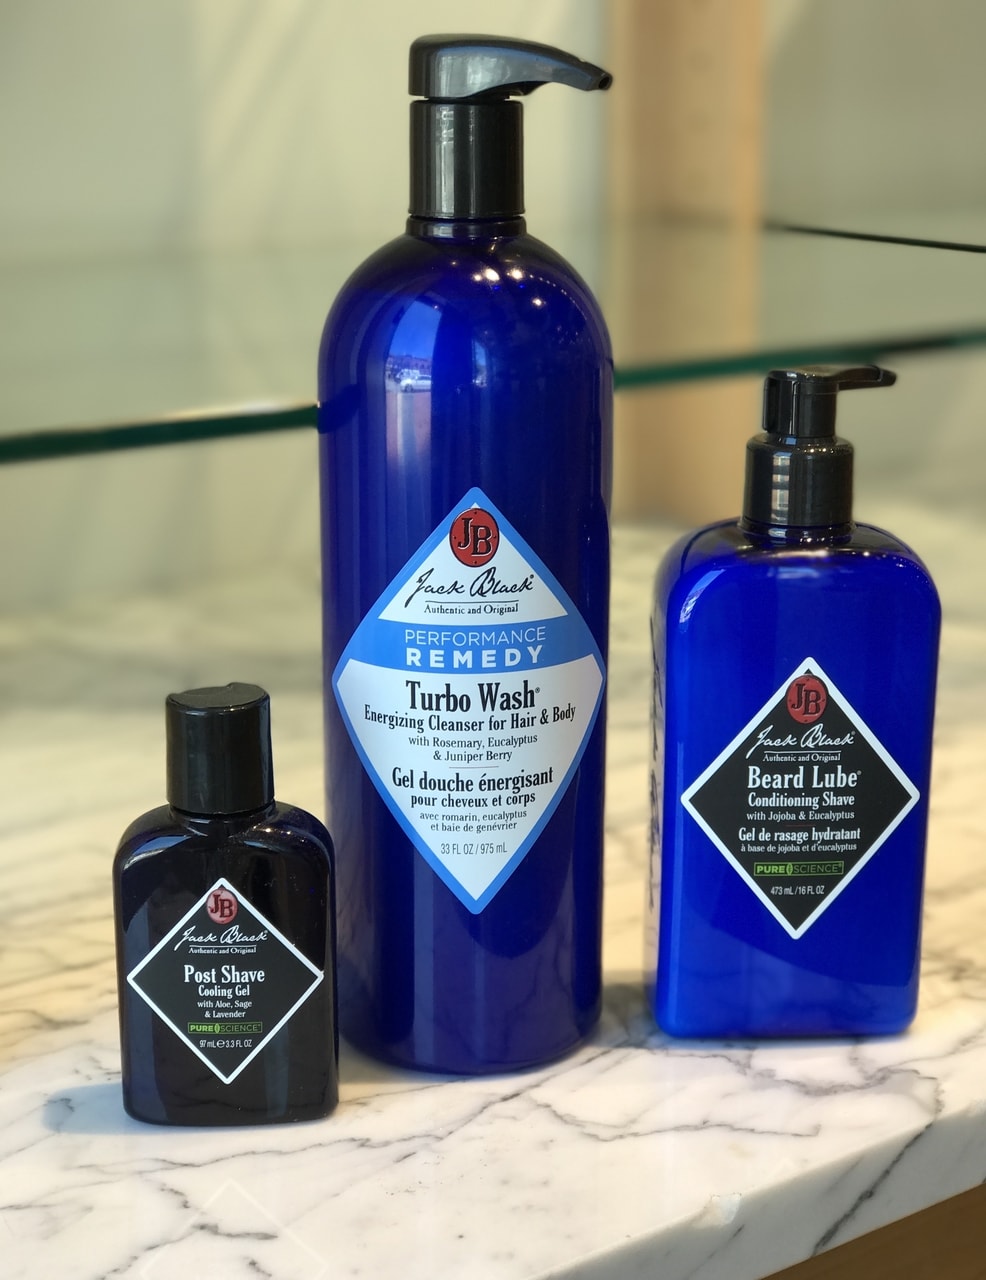 JB
Jack Black®
Authentic and Original
PERFORMANCE
REMEDY
Turbo Wash®
Energizing Cleanser for Hair & Body
with Rosemary, Eucalyptus
& Juniper Berry
Gel douche énergisant
pour cheveux et corps
avec romarin, eucalyptus
et baie de genévrier
33 FL OZ / 975 mL
JB
Jack Black®
Authentic and Original
Beard Lube®
Conditioning Shave
with Jojoba & Eucalyptus
Gel de rasage hydratant
à base de jojoba et d'eucalyptus
PURE SCIENCE®
473 mL / 16 FL OZ
JB
Jack Black®
Authentic and Original
Post Shave
Cooling Gel
with Aloe, Sage
& Lavender
PURE SCIENCE®
97 mL ℮ 3.3 FL OZ